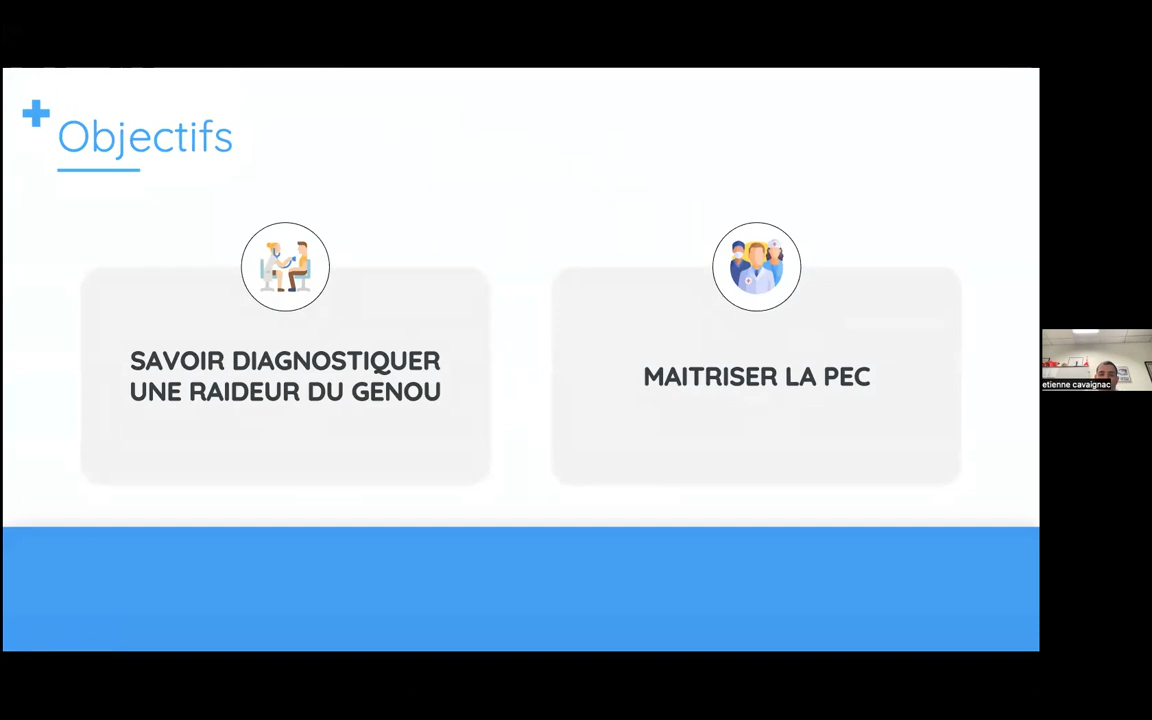 Objectifs
SAVOIR DIAGNOSTIQUER
UNE RAIDEUR DU GENOU
MAITRISER LA PEC
etienne cavaignac